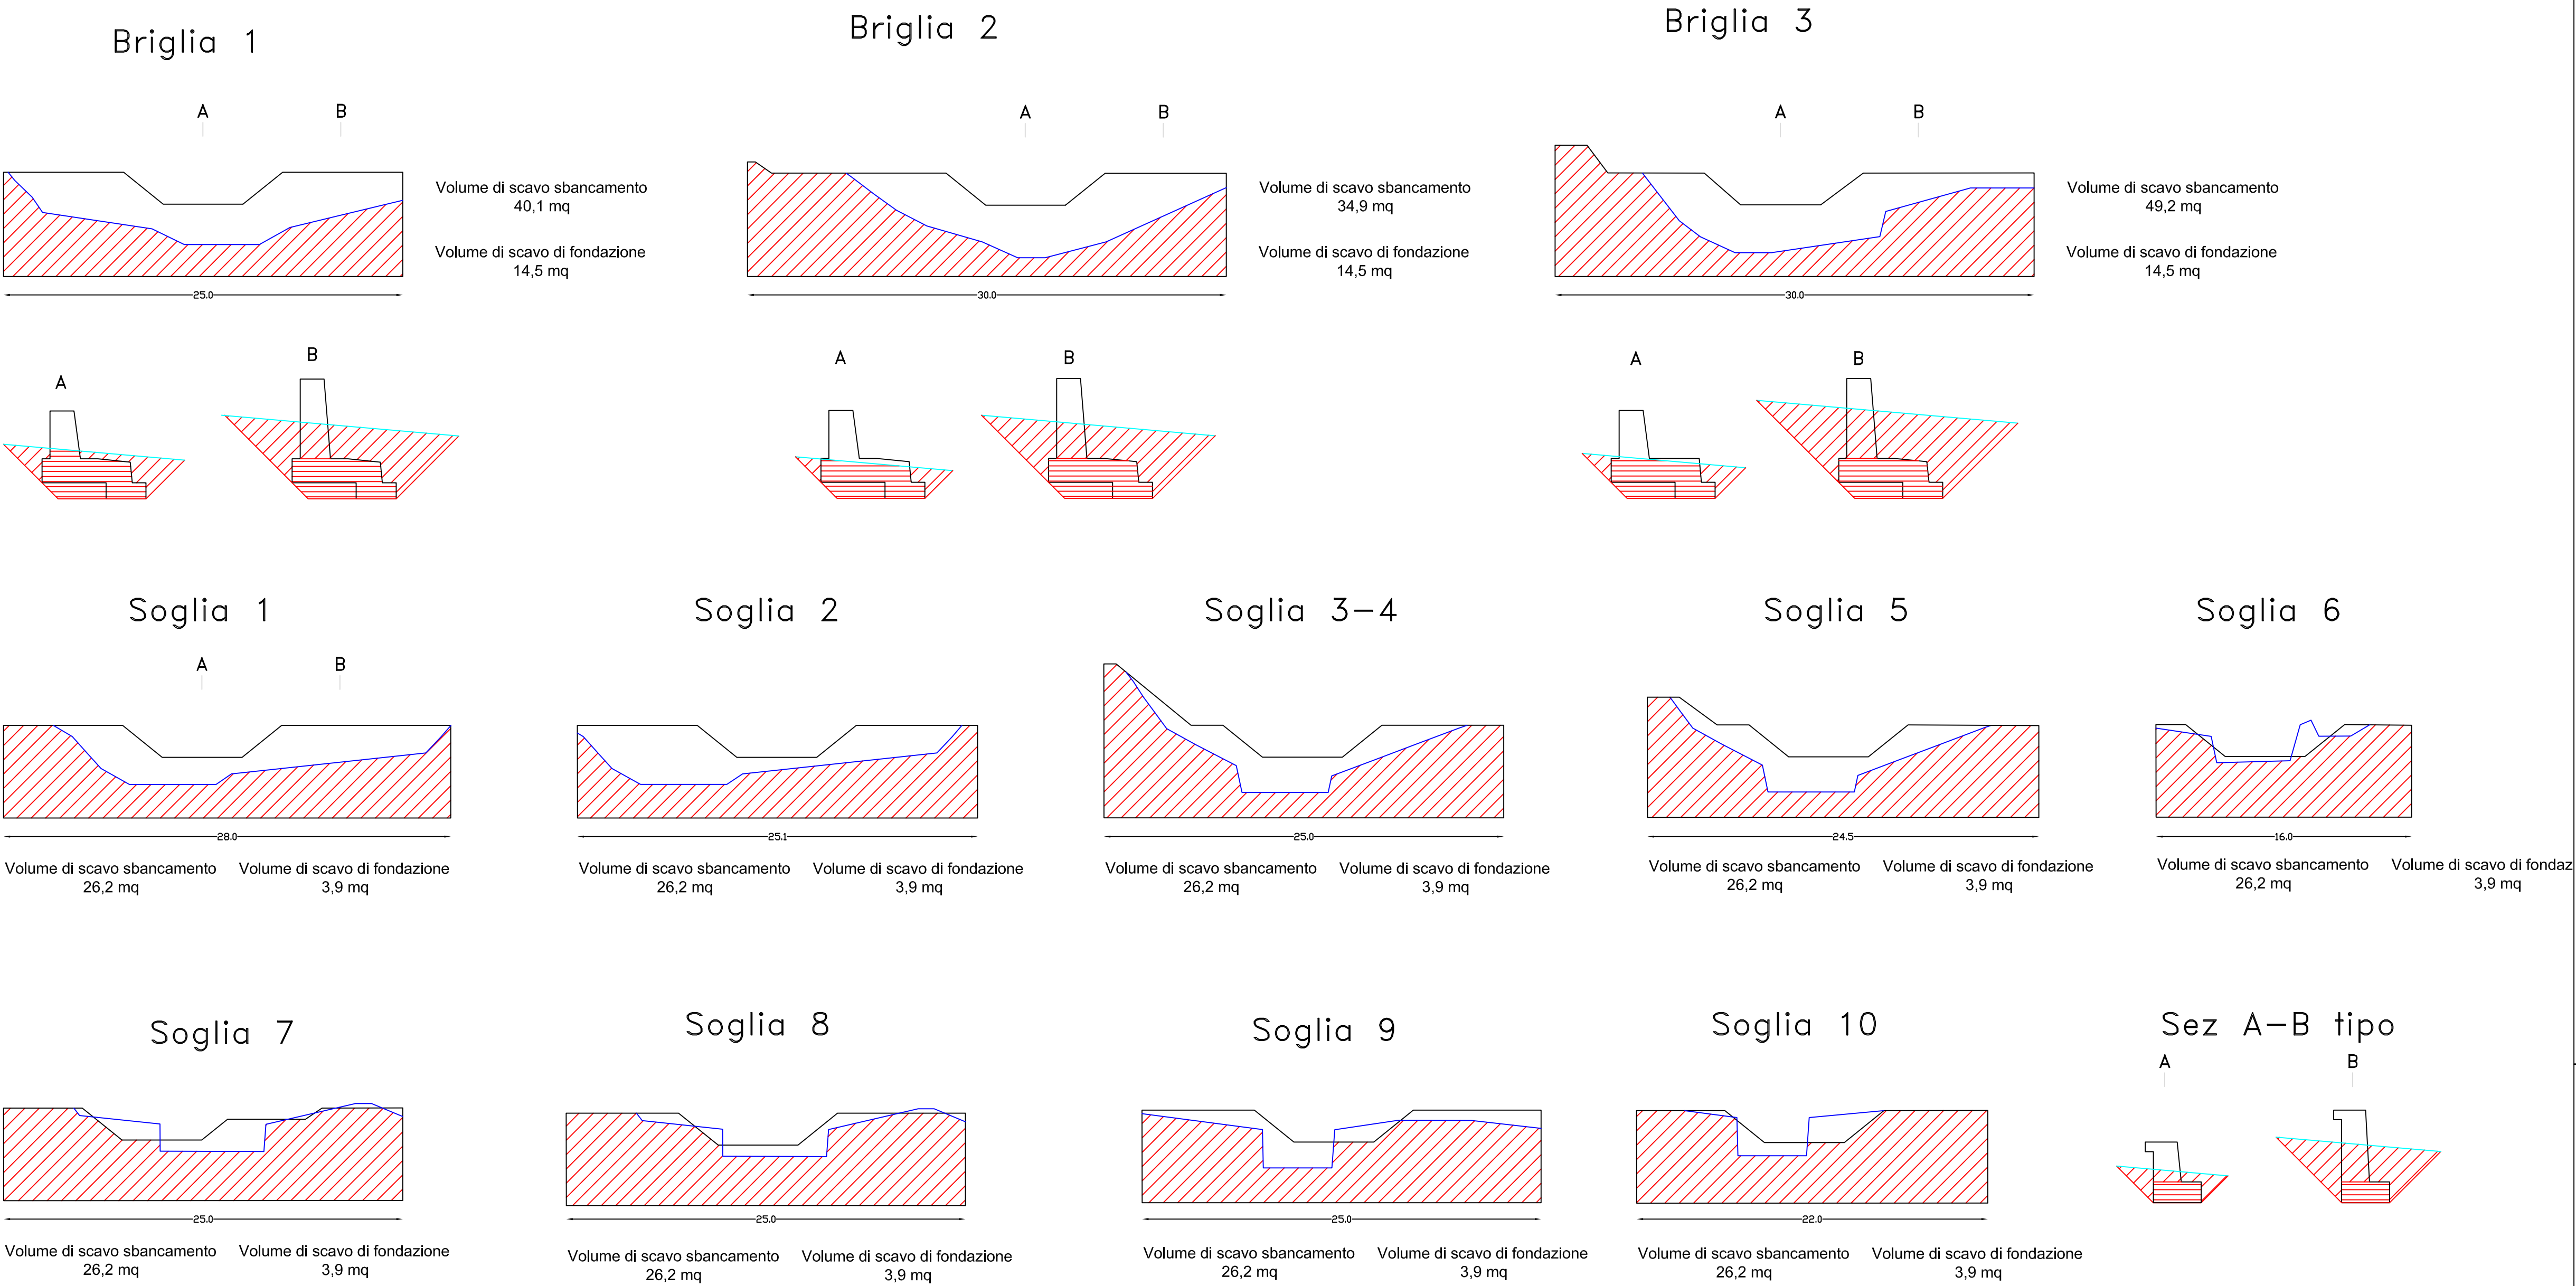 Briglia 1
Briglia 2
Briglia 3
A
B
A
B
A
B
Volume di scavo sbancamento
40,1 mq
Volume di scavo di fondazione
14,5 mq
25.0
Volume di scavo sbancamento
34,9 mq
Volume di scavo di fondazione
14,5 mq
30.0
Volume di scavo sbancamento
49,2 mq
Volume di scavo di fondazione
14,5 mq
30.0
A
B
A
B
A
B
Soglia 1
Soglia 2
Soglia 3-4
Soglia 5
Soglia 6
A
B
28.0
25.1
25.0
24.5
16.0
Volume di scavo sbancamento
26,2 mq
Volume di scavo di fondazione
3,9 mq
Volume di scavo sbancamento
26,2 mq
Volume di scavo di fondazione
3,9 mq
Volume di scavo sbancamento
26,2 mq
Volume di scavo di fondazione
3,9 mq
Volume di scavo sbancamento
26,2 mq
Volume di scavo di fondazione
3,9 mq
Volume di scavo sbancamento
26,2 mq
Volume di scavo di fondaz
3,9 mq
Soglia 7
Soglia 8
Soglia 9
Soglia 10
Sez A-B tipo
A
B
25.0
25.0
25.0
22.0
Volume di scavo sbancamento
26,2 mq
Volume di scavo di fondazione
3,9 mq
Volume di scavo sbancamento
26,2 mq
Volume di scavo di fondazione
3,9 mq
Volume di scavo sbancamento
26,2 mq
Volume di scavo di fondazione
3,9 mq
Volume di scavo sbancamento
26,2 mq
Volume di scavo di fondazione
3,9 mq